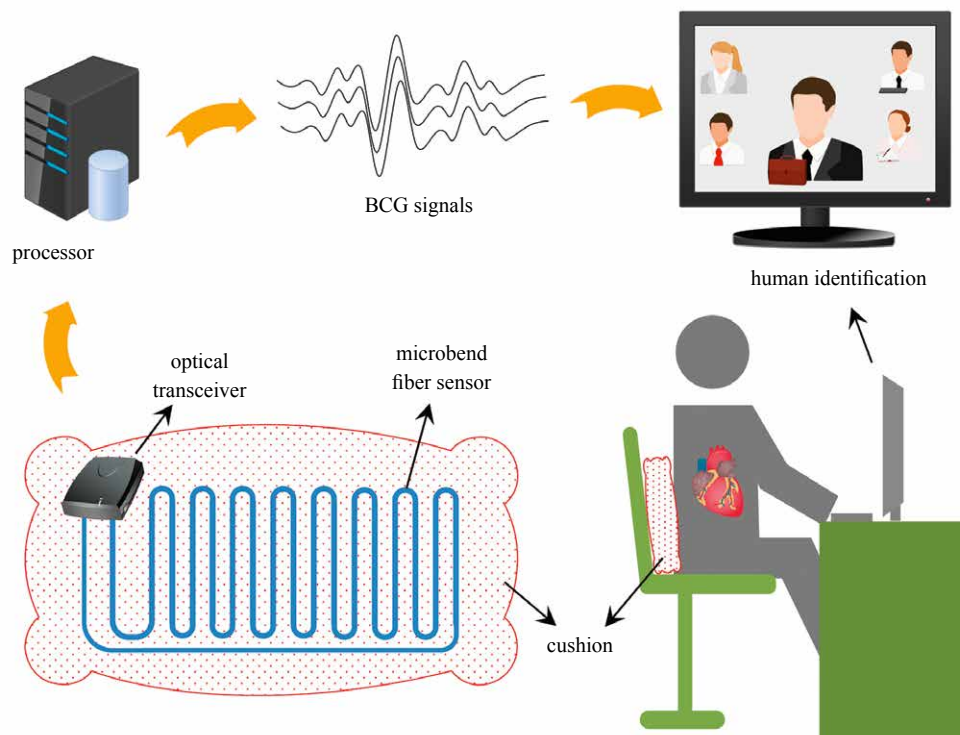 BCG signals
processor
human identification
optical
transceiver
microbend
fiber sensor
cushion